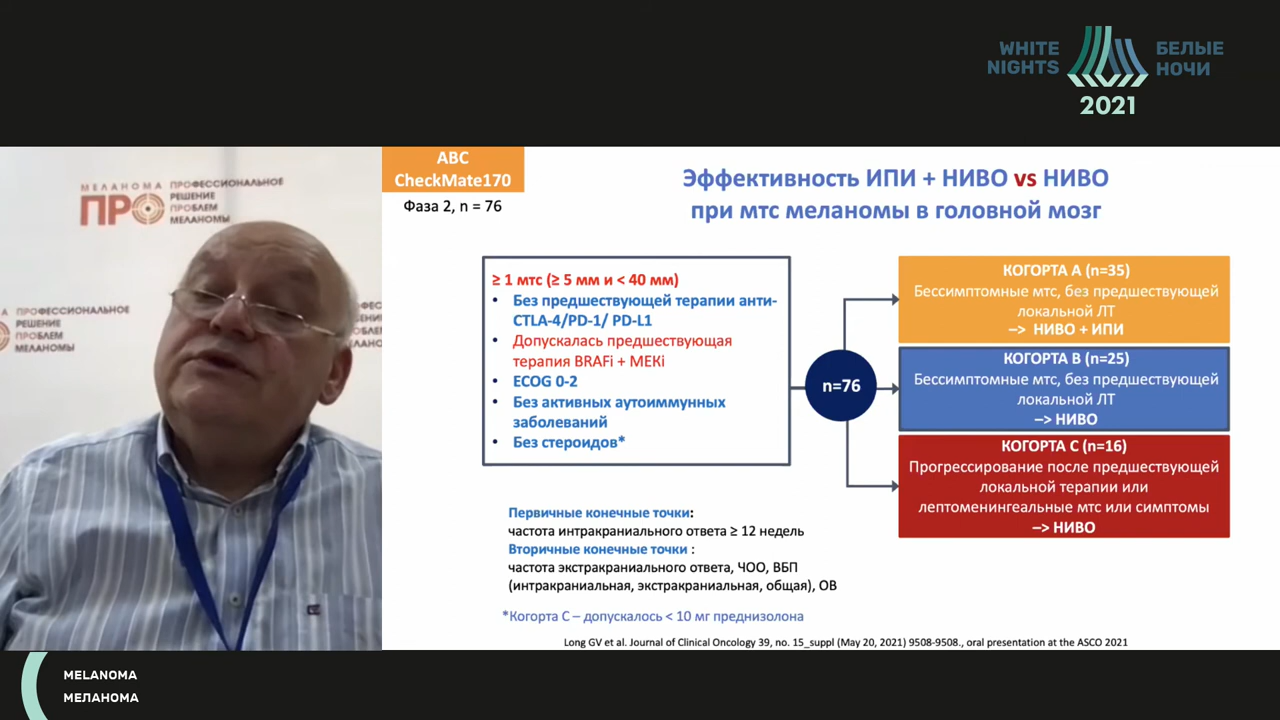 WHITE NIGHTS
БЕЛЫЕ НОЧИ
2021
МЕЛАНОМА
ПРО
ПРОФЕССИОНАЛЬНОЕ
РЕШЕНИЕ
ПРОБЛЕМ
МЕЛАНОМЫ
ПРОФЕССИОНАЛЬНОЕ
РЕШЕНИЕ
ПРОБЛЕМ
МЕЛАНОМЫ
ABC
CheckMate170
Фаза 2, n = 76
Эффективность ИПИ + НИВО vs НИВО
при мтс меланомы в головной мозг
≥ 1 мтс (≥ 5 мм и < 40 мм)
• Без предшествующей терапии анти-
CTLA-4/PD-1/ PD-L1
• Допускалась предшествующая
терапия BRAFi + MEKi
• ECOG 0-2
• Без активных аутоиммунных
заболеваний
• Без стероидов*
n=76
КОГОРТА А (n=35)
Бессимптомные мтс, без предшествующей
локальной ЛТ
–> НИВО + ИПИ
КОГОРТА В (n=25)
Бессимптомные мтс, без предшествующей
локальной ЛТ
–> НИВО
КОГОРТА С (n=16)
Прогрессирование после предшествующей
локальной терапии или
лептоменингеальные мтс или симптомы
–> НИВО
Первичные конечные точки:
частота интракраниального ответа ≥ 12 недель
Вторичные конечные точки :
частота экстракраниального ответа, ЧОО, ВБП
(интракраниальная, экстракраниальная, общая), ОВ
*Когорта С – допускалось < 10 мг преднизолона
Long GV et al. Journal of Clinical Oncology 39, no. 15_suppl (May 20, 2021) 9508-9508., oral presentation at the ASCO 2021
MELANOMA
МЕЛАНОМА